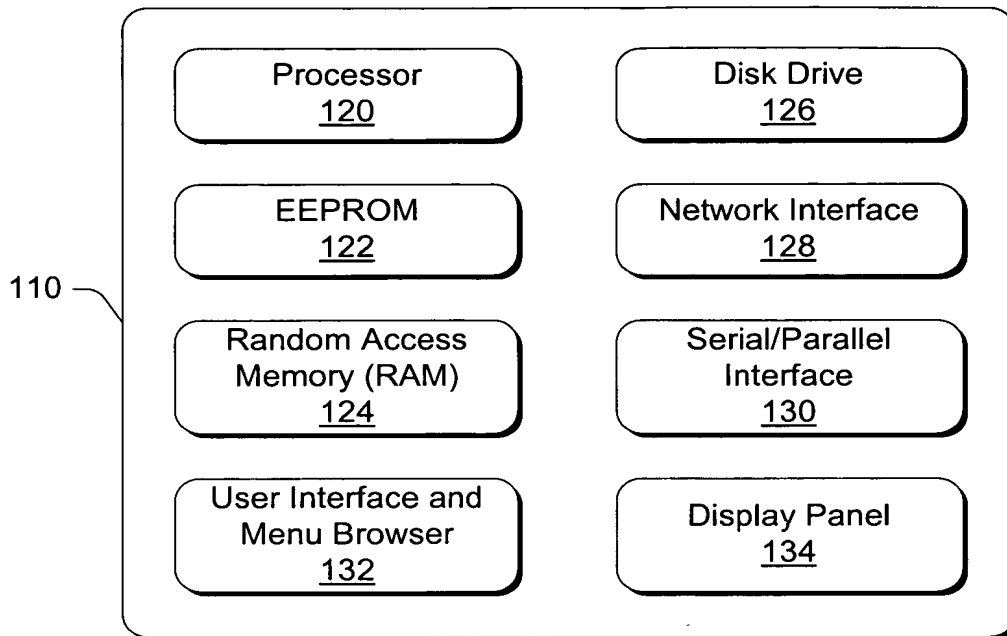 110
Processor
120
Disk Drive
126
EEPROM
122
Network Interface
128
Random Access
Memory (RAM)
124
Serial/Parallel
Interface
130
User Interface and
Menu Browser
132
Display Panel
134